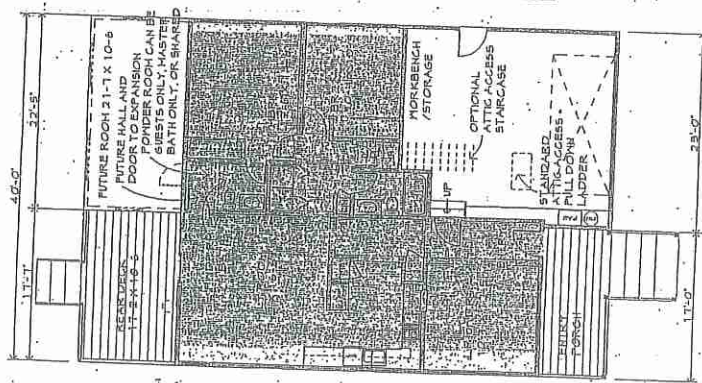 FUTURE ROOM 21-7 X 10-6
FUTURE HALL AND
DOOR TO EXPANSION
POWDER ROOM CAN BE
GUESTS ONLY, MASTER
BATH ONLY, OR SHARED
40'-0"
22'-5"
17'-7"
REAR DECK
17-2 X 10-6
WORKBENCH
/STORAGE
OPTIONAL
ATTIC ACCESS
STAIRCASE
UP
STANDARD
ATTIC ACCESS -
PULL DOWN
LADDER
ENTRY
PORCH
23'-0"
17'-0"